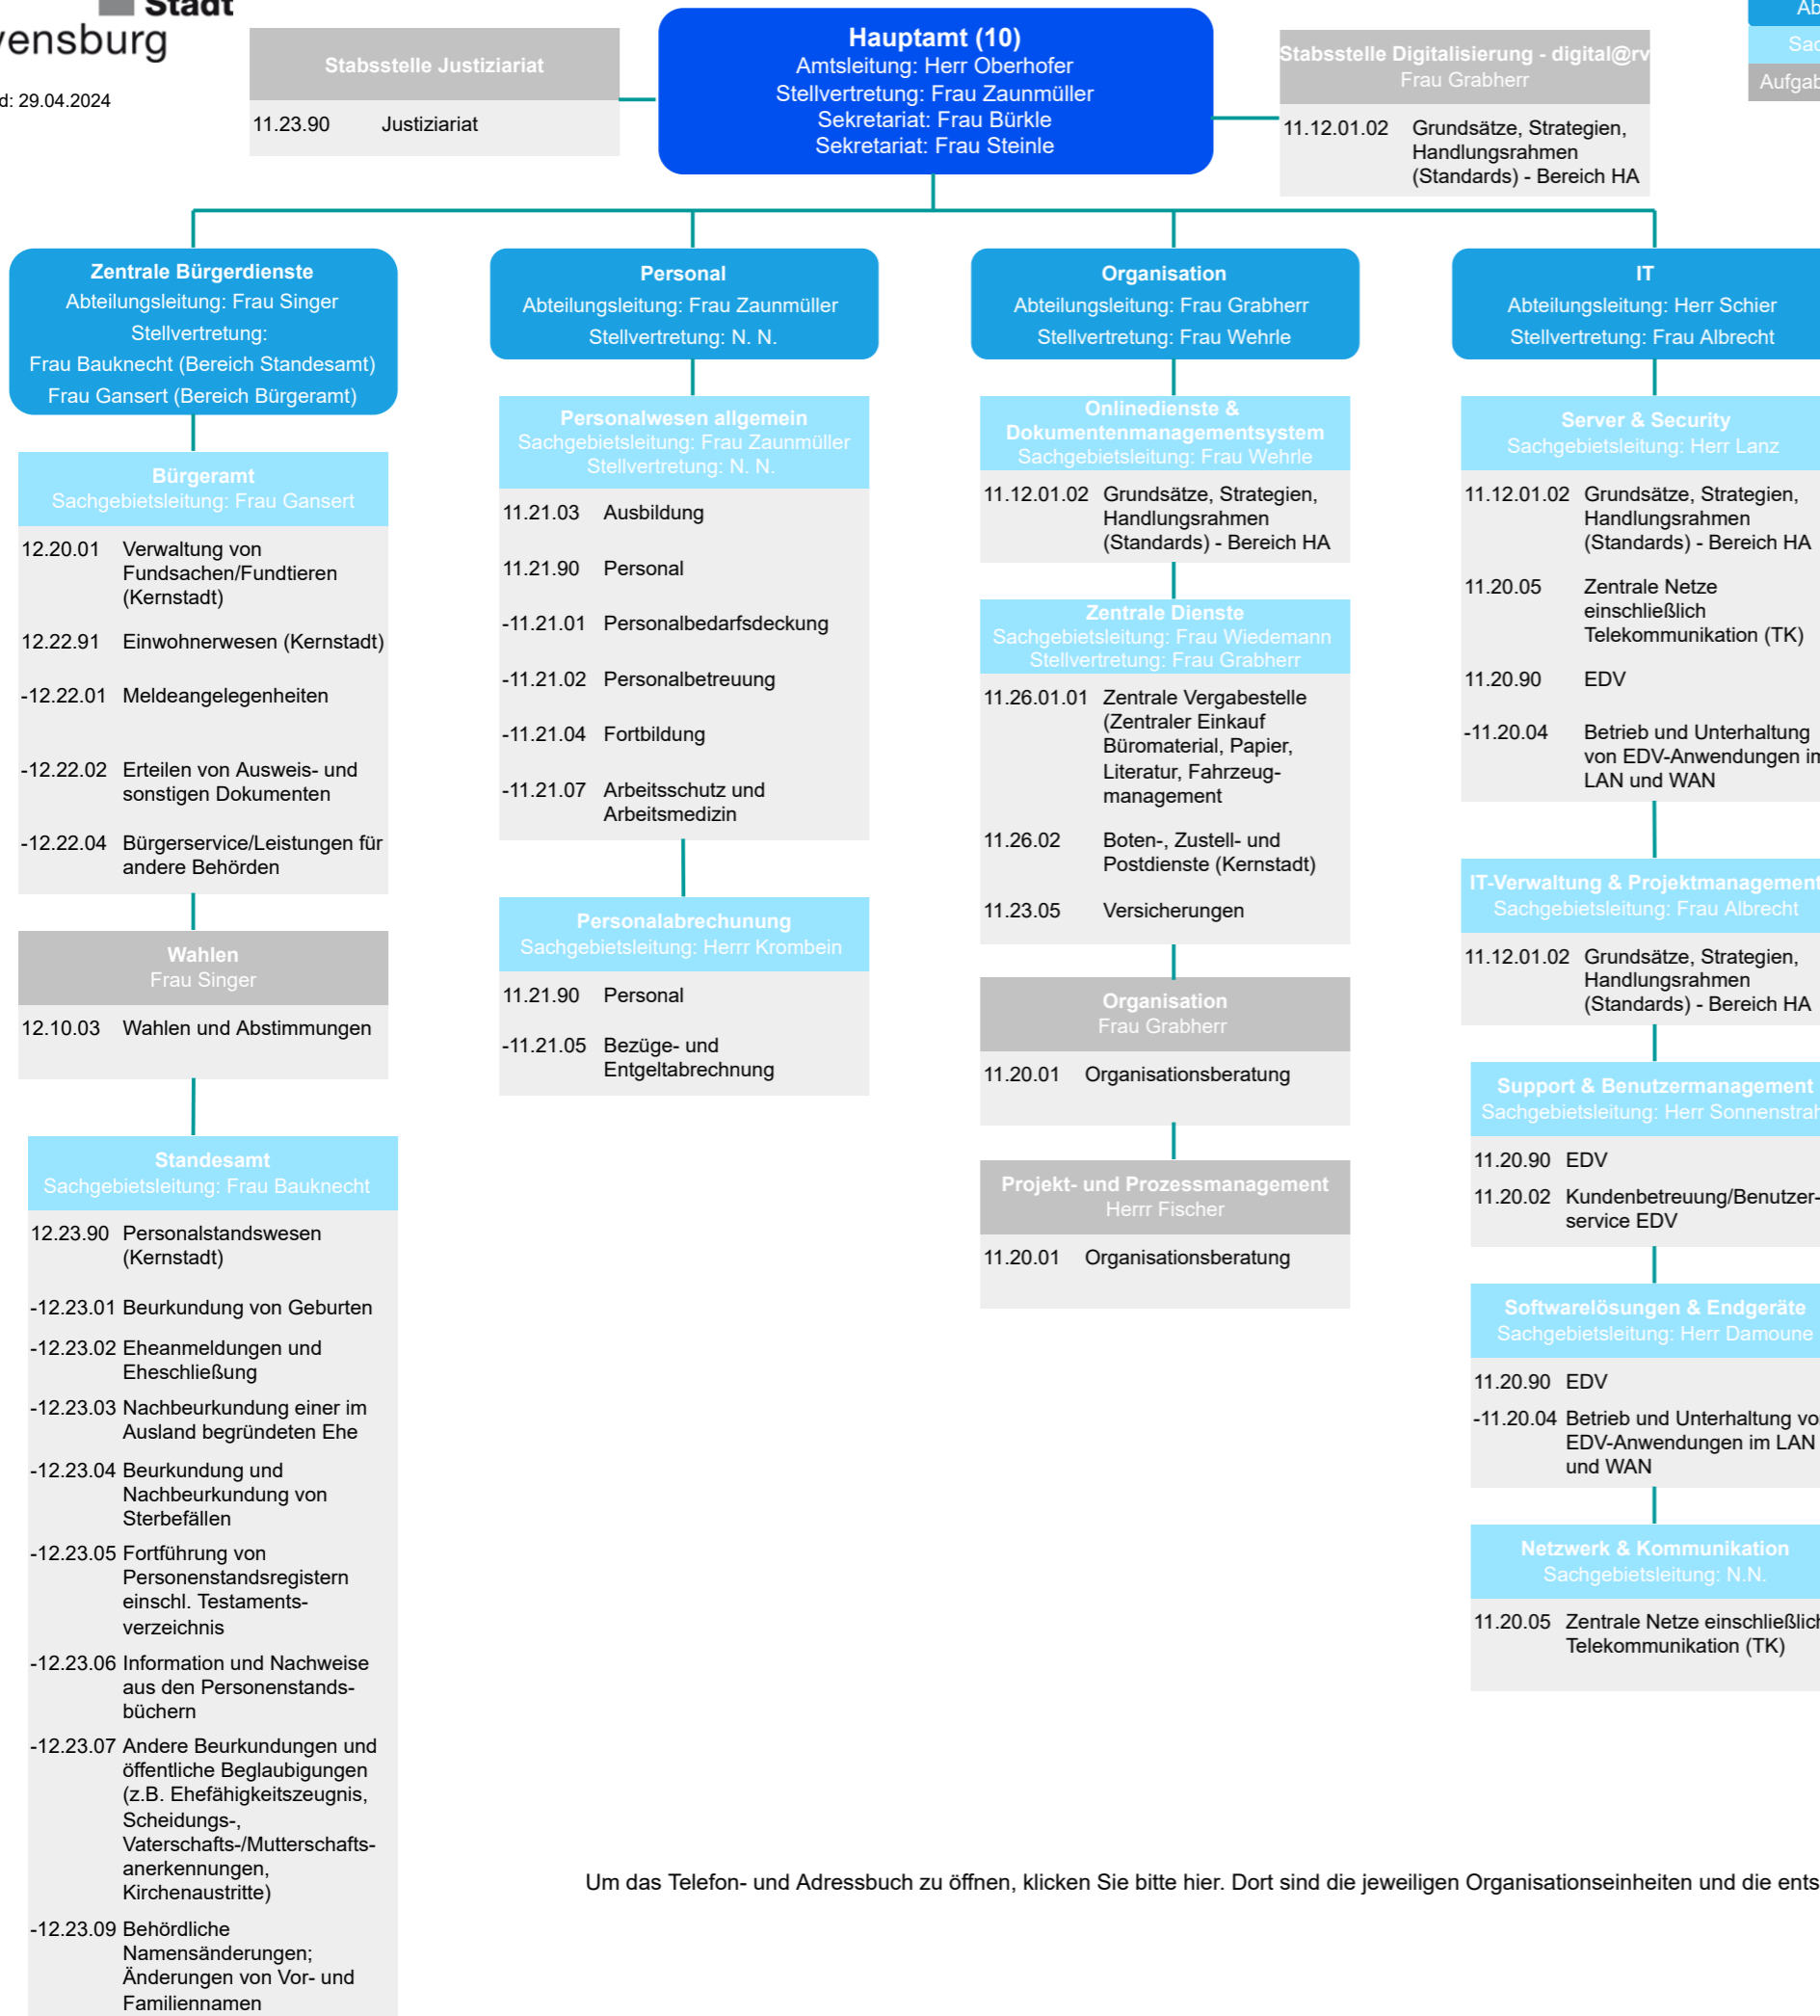 Stadt
vensburg
d: 29.04.2024
Stabsstelle Justiziariat
11.23.90 Justiziariat
Hauptamt (10)
Amtsleitung: Herr Oberhofer
Stellvertretung: Frau Zaunmüller
Sekretariat: Frau Bürkle
Sekretariat: Frau Steinle
Stabsstelle Digitalisierung - digital@rv
Frau Grabherr
11.12.01.02 Grundsätze, Strategien,
Handlungsrahmen
(Standards) - Bereich HA
Ab
Sac
Aufgab
Zentrale Bürgerdienste
Abteilungsleitung: Frau Singer
Stellvertretung:
Frau Bauknecht (Bereich Standesamt)
Frau Gansert (Bereich Bürgeramt)
Bürgeramt
Sachgebietsleitung: Frau Gansert
12.20.01 Verwaltung von
Fundsachen/Fundtieren
(Kernstadt)
12.22.91 Einwohnerwesen (Kernstadt)
-12.22.01 Meldeangelegenheiten
-12.22.02 Erteilen von Ausweis- und
sonstigen Dokumenten
-12.22.04 Bürgerservice/Leistungen für
andere Behörden
Wahlen
Frau Singer
12.10.03 Wahlen und Abstimmungen
Standesamt
Sachgebietsleitung: Frau Bauknecht
12.23.90 Personalstandswesen
(Kernstadt)
-12.23.01 Beurkundung von Geburten
-12.23.02 Eheanmeldungen und
Eheschließung
-12.23.03 Nachbeurkundung einer im
Ausland begründeten Ehe
-12.23.04 Beurkundung und
Nachbeurkundung von
Sterbefällen
-12.23.05 Fortführung von
Personenstandsregistern
einschl. Testaments-
verzeichnis
-12.23.06 Information und Nachweise
aus den Personenstands-
büchern
-12.23.07 Andere Beurkundungen und
öffentliche Beglaubigungen
(z.B. Ehefähigkeitszeugnis,
Scheidungs-,
Vaterschafts-/Mutterschafts-
anerkennungen,
Kirchenaustritte)
-12.23.09 Behördliche
Namensänderungen;
Änderungen von Vor- und
Familiennamen
Personal
Abteilungsleitung: Frau Zaunmüller
Stellvertretung: N. N.
Personalwesen allgemein
Sachgebietsleitung: Frau Zaunmüller
Stellvertretung: N. N.
11.21.03 Ausbildung
11.21.90 Personal
-11.21.01 Personalbedarfsdeckung
-11.21.02 Personalbetreuung
-11.21.04 Fortbildung
-11.21.07 Arbeitsschutz und
Arbeitsmedizin
Personalabrechunung
Sachgebietsleitung: Herrr Krombein
11.21.90 Personal
-11.21.05 Bezüge- und
Entgeltabrechnung
Organisation
Abteilungsleitung: Frau Grabherr
Stellvertretung: Frau Wehrle
Onlinedienste &
Dokumentenmanagementsystem
Sachgebietsleitung: Frau Wehrle
11.12.01.02 Grundsätze, Strategien,
Handlungsrahmen
(Standards) - Bereich HA
Zentrale Dienste
Sachgebietsleitung: Frau Wiedemann
Stellvertretung: Frau Grabherr
11.26.01.01 Zentrale Vergabestelle
(Zentraler Einkauf
Büromaterial, Papier,
Literatur, Fahrzeug-
management
11.26.02 Boten-, Zustell- und
Postdienste (Kernstadt)
11.23.05 Versicherungen
Organisation
Frau Grabherr
11.20.01 Organisationsberatung
Projekt- und Prozessmanagement
Herrr Fischer
11.20.01 Organisationsberatung
IT
Abteilungsleitung: Herr Schier
Stellvertretung: Frau Albrecht
Server & Security
Sachgebietsleitung: Herr Lanz
11.12.01.02 Grundsätze, Strategien,
Handlungsrahmen
(Standards) - Bereich HA
11.20.05 Zentrale Netze
einschließlich
Telekommunikation (TK)
11.20.90 EDV
-11.20.04 Betrieb und Unterhaltung
von EDV-Anwendungen im
LAN und WAN
IT-Verwaltung & Projektmanagement
Sachgebietsleitung: Frau Albrecht
11.12.01.02 Grundsätze, Strategien,
Handlungsrahmen
(Standards) - Bereich HA
Support & Benutzermanagement
Sachgebietsleitung: Herr Sonnenstrah
11.20.90 EDV
11.20.02 Kundenbetreuung/Benutzer-
service EDV
Softwarelösungen & Endgeräte
Sachgebietsleitung: Herr Damoune
11.20.90 EDV
-11.20.04 Betrieb und Unterhaltung vo
EDV-Anwendungen im LAN
und WAN
Netzwerk & Kommunikation
Sachgebietsleitung: N.N.
11.20.05 Zentrale Netze einschließlich
Telekommunikation (TK)
Um das Telefon- und Adressbuch zu öffnen, klicken Sie bitte hier. Dort sind die jeweiligen Organisationseinheiten und die ents